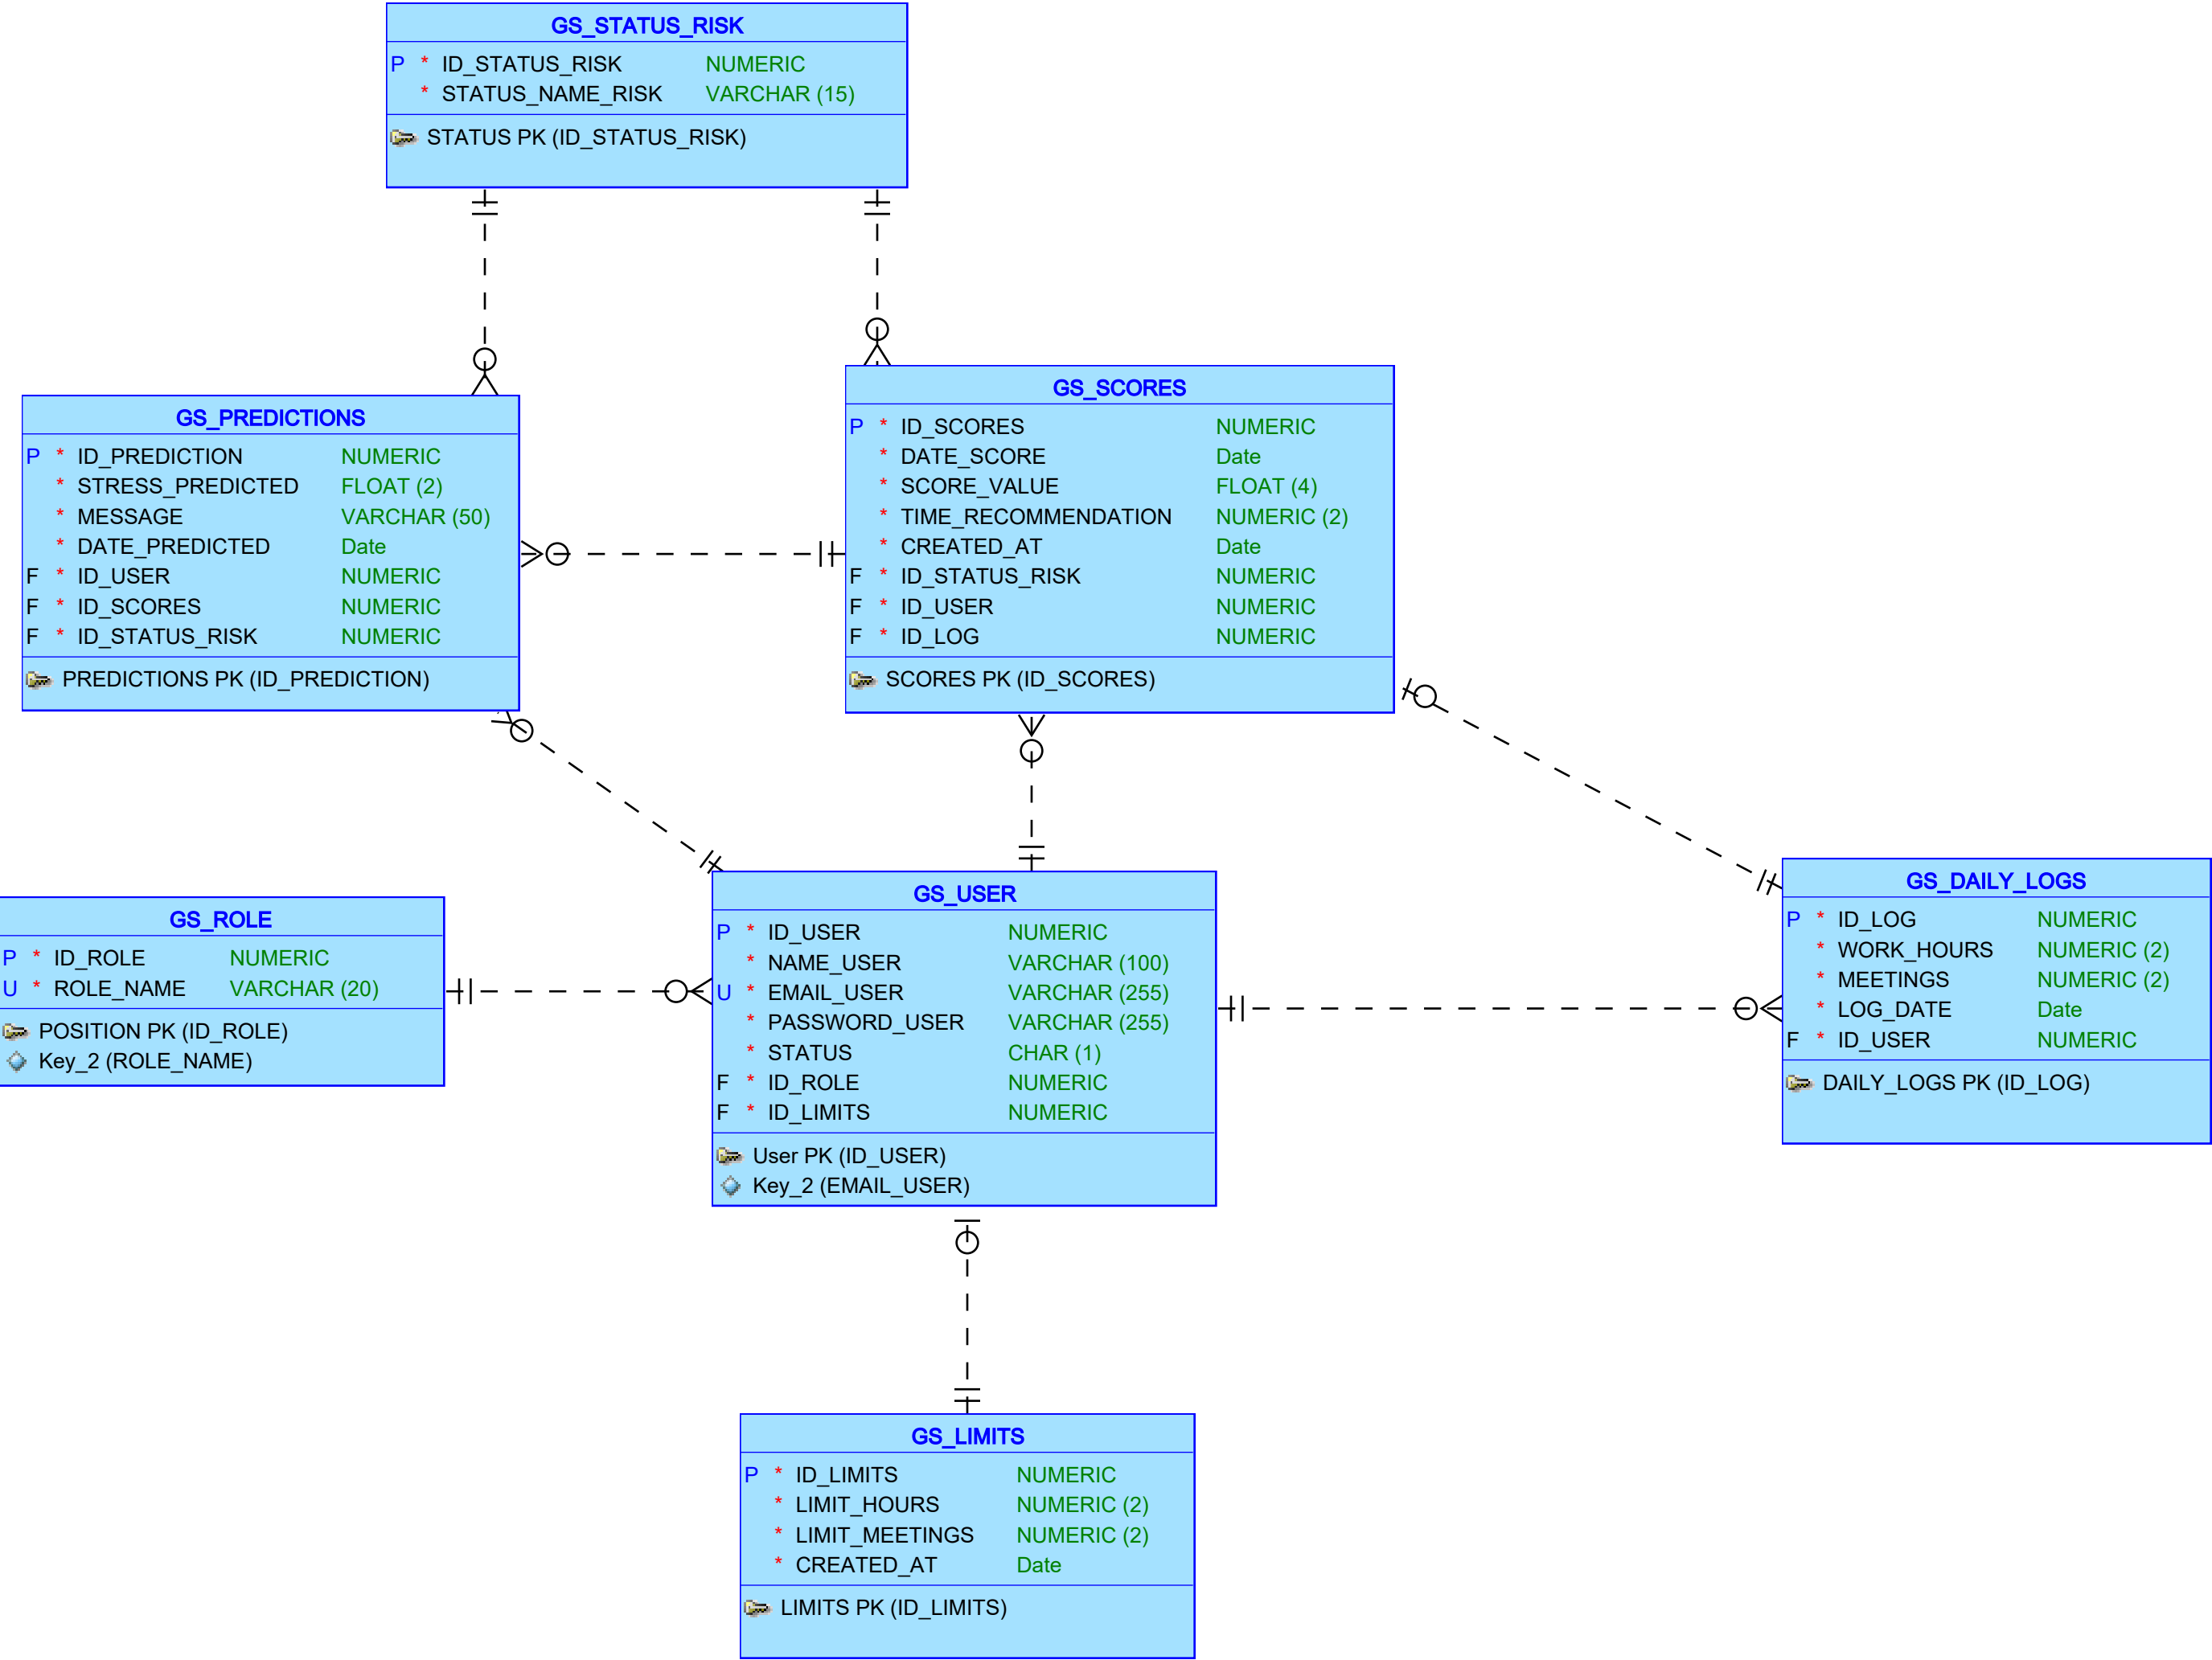 GS_STATUS_RISK
P * ID_STATUS_RISK NUMERIC
* STATUS_NAME_RISK VARCHAR (15)
STATUS PK (ID_STATUS_RISK)
GS_PREDICTIONS
P * ID_PREDICTION NUMERIC
* STRESS_PREDICTED FLOAT (2)
* MESSAGE VARCHAR (50)
* DATE_PREDICTED Date
F * ID_USER NUMERIC
F * ID_SCORES NUMERIC
F * ID_STATUS_RISK NUMERIC
PREDICTIONS PK (ID_PREDICTION)
GS_SCORES
P * ID_SCORES NUMERIC
* DATE_SCORE Date
* SCORE_VALUE FLOAT (4)
* TIME_RECOMMENDATION NUMERIC (2)
* CREATED_AT Date
F * ID_STATUS_RISK NUMERIC
F * ID_USER NUMERIC
F * ID_LOG NUMERIC
SCORES PK (ID_SCORES)
GS_ROLE
P * ID_ROLE NUMERIC
U * ROLE_NAME VARCHAR (20)
POSITION PK (ID_ROLE)
Key_2 (ROLE_NAME)
GS_USER
P * ID_USER NUMERIC
* NAME_USER VARCHAR (100)
U * EMAIL_USER VARCHAR (255)
* PASSWORD_USER VARCHAR (255)
* STATUS CHAR (1)
F * ID_ROLE NUMERIC
F * ID_LIMITS NUMERIC
User PK (ID_USER)
Key_2 (EMAIL_USER)
GS_DAILY_LOGS
P * ID_LOG NUMERIC
* WORK_HOURS NUMERIC (2)
* MEETINGS NUMERIC (2)
* LOG_DATE Date
F * ID_USER NUMERIC
DAILY_LOGS PK (ID_LOG)
GS_LIMITS
P * ID_LIMITS NUMERIC
* LIMIT_HOURS NUMERIC (2)
* LIMIT_MEETINGS NUMERIC (2)
* CREATED_AT Date
LIMITS PK (ID_LIMITS)